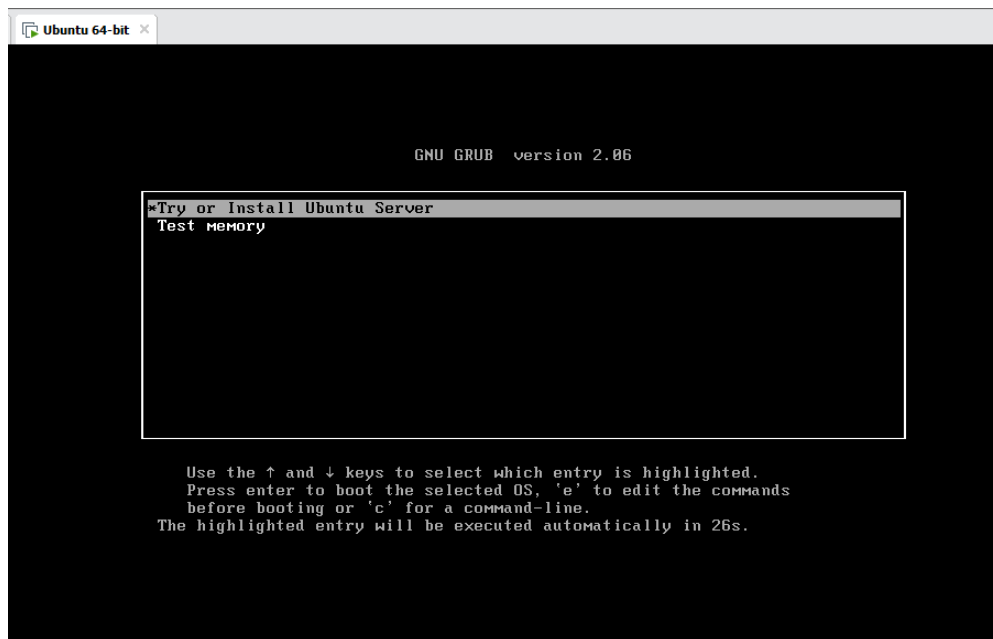 Ubuntu 64-bit
GNU GRUB version 2.06
*Try or Install Ubuntu Server
Test memory
Use the ↑ and ↓ keys to select which entry is highlighted.
Press enter to boot the selected OS, `e' to edit the commands
before booting or `c' for a command-line.
The highlighted entry will be executed automatically in 26s.